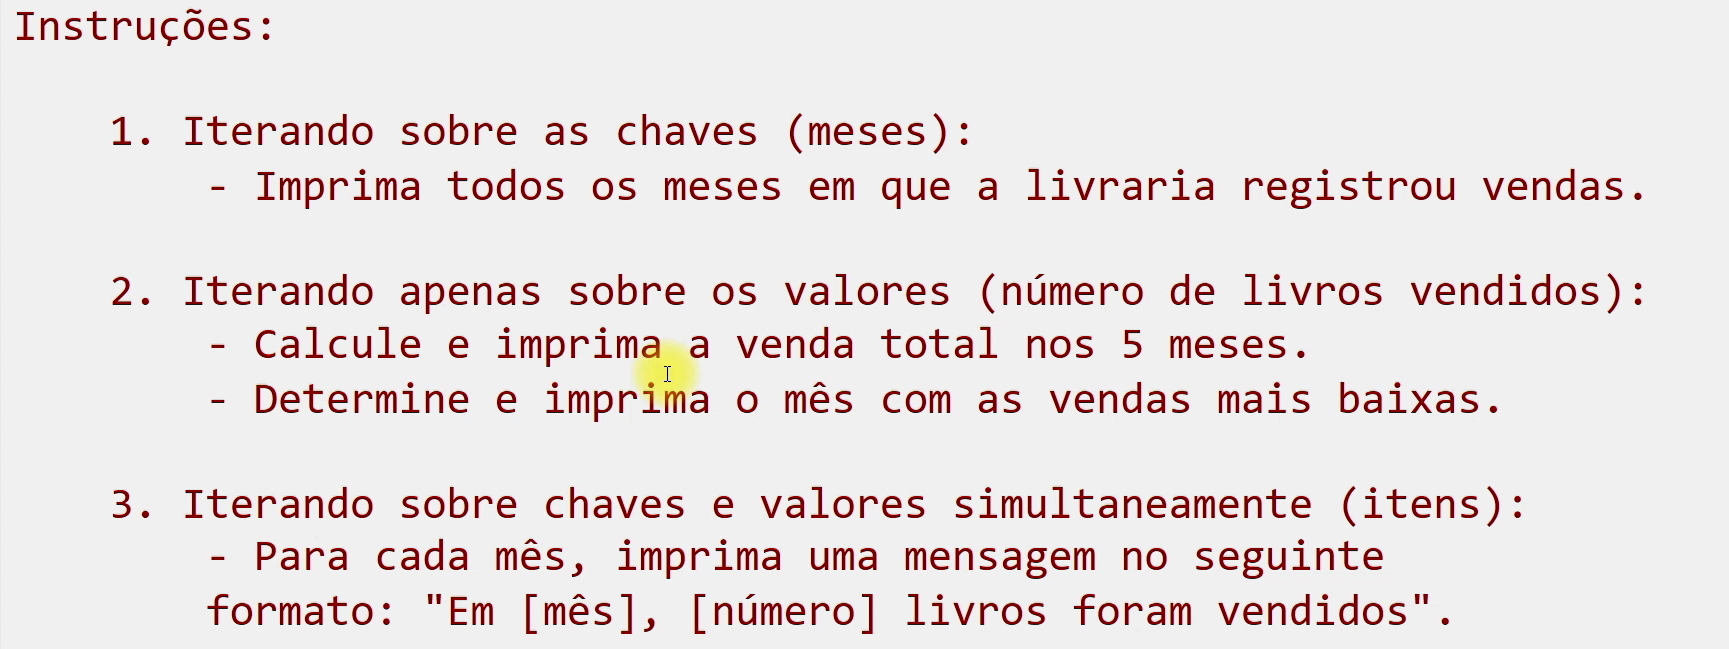 Instruções:
1. Iterando sobre as chaves (meses):
- Imprima todos os meses em que a livraria registrou vendas.
2. Iterando apenas sobre os valores (número de livros vendidos):
- Calcule e imprima a venda total nos 5 meses.
- Determine e imprima o mês com as vendas mais baixas.
3. Iterando sobre chaves e valores simultaneamente (itens):
- Para cada mês, imprima uma mensagem no seguinte
formato: "Em [mês], [número] livros foram vendidos".